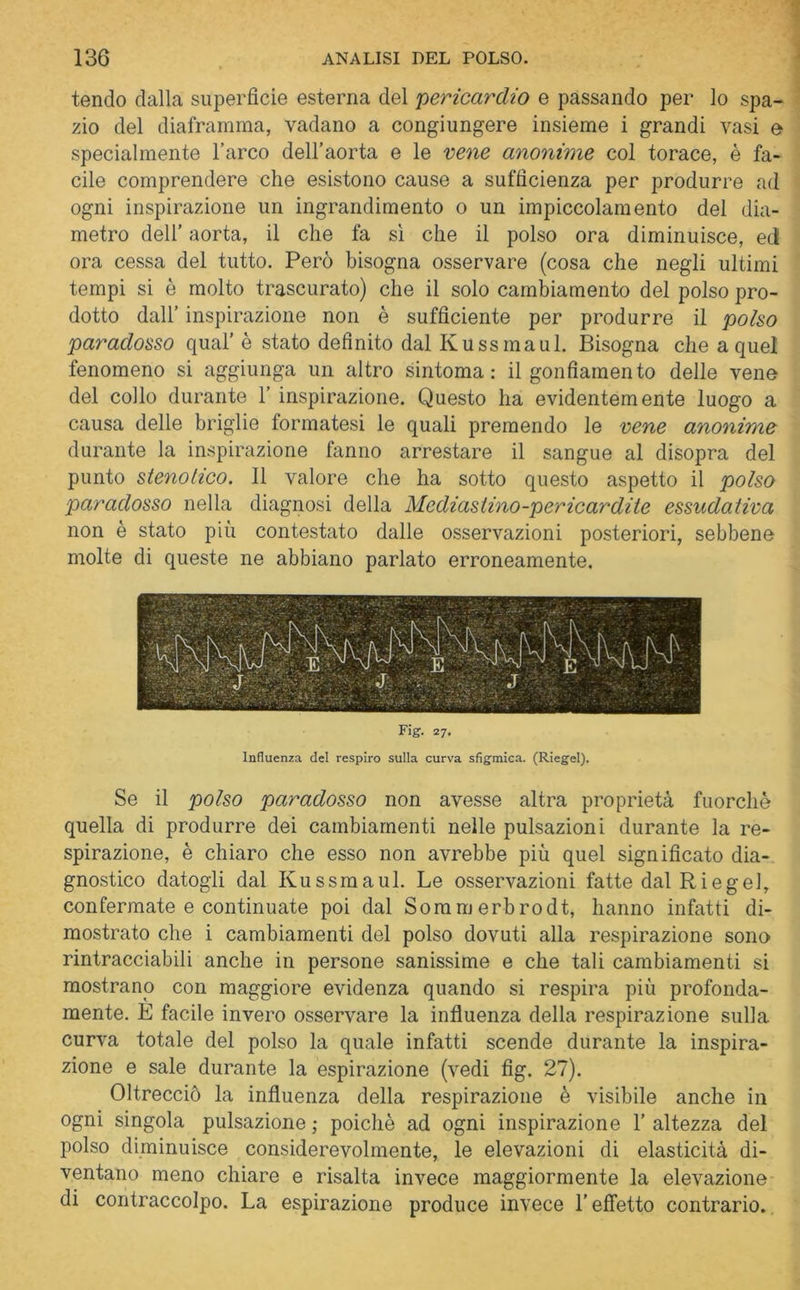 136 ANALISI DEL POLSO.
tendo dalla superficie esterna del pericardio e passando per lo spa-
zio del diaframma, vadano a congiungere insieme i grandi vasi e
specialmente l'arco dell'aorta e le vene anonime col torace, è fa-
cile comprendere che esistono cause a sufficienza per produrre ad
ogni inspirazione un ingrandimento o un impiccolamento del dia-
metro dell' aorta, il che fa sì che il polso ora diminuisce, ed
ora cessa del tutto. Però bisogna osservare (cosa che negli ultimi
tempi si è molto trascurato) che il solo cambiamento del polso pro-
dotto dall' inspirazione non è sufficiente per produrre il polso
paradosso qual' è stato definito dal Kussmaul. Bisogna che a quel
fenomeno si aggiunga un altro sintoma: il gonfiamento delle vene
del collo durante l' inspirazione. Questo ha evidentemente luogo a
causa delle briglie formatesi le quali premendo le vene anonime
durante la inspirazione fanno arrestare il sangue al disopra del
punto stenotico. Il valore che ha sotto questo aspetto il polso
paradosso nella diagnosi della Mediastino-pericardite essudativa
non è stato più contestato dalle osservazioni posteriori, sebbene
molte di queste ne abbiano parlato erroneamente.
E E E
J J J
Fig. 27.
Influenza del respiro sulla curva sfigmica. (Riegel).
Se il polso paradosso non avesse altra proprietà fuorchè
quella di produrre dei cambiamenti nelle pulsazioni durante la re-
spirazione, è chiaro che esso non avrebbe più quel significato dia-
gnostico datogli dal Kussmaul. Le osservazioni fatte dal Riegel,
confermate e continuate poi dal Sommerbrodt, hanno infatti di-
mostrato che i cambiamenti del polso dovuti alla respirazione sono
rintracciabili anche in persone sanissime e che tali cambiamenti si
mostrano con maggiore evidenza quando si respira più profonda-
mente. È facile invero osservare la influenza della respirazione sulla
curva totale del polso la quale infatti scende durante la inspira-
zione e sale durante la espirazione (vedi fig. 27).
Oltrecciò la influenza della respirazione è visibile anche in
ogni singola pulsazione; poichè ad ogni inspirazione l' altezza del
polso diminuisce considerevolmente, le elevazioni di elasticità di-
ventano meno chiare e risalta invece maggiormente la elevazione
di contraccolpo. La espirazione produce invece l'effetto contrario.